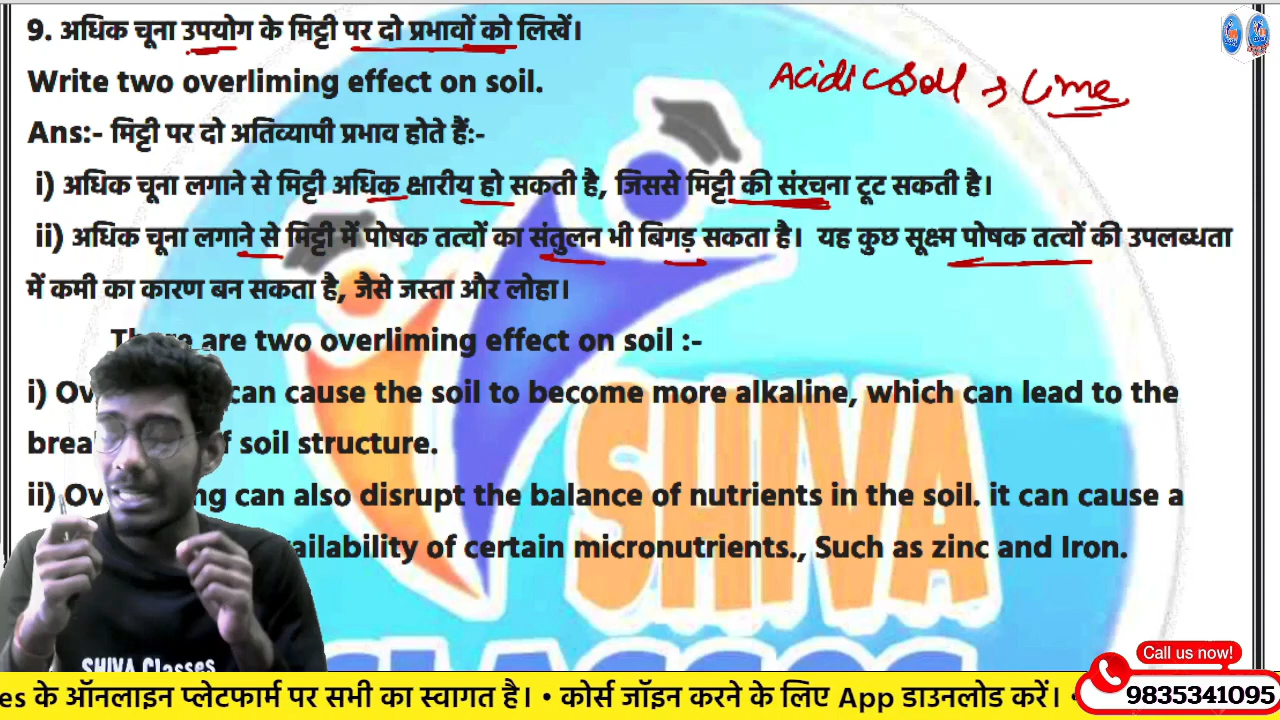 9. अधिक चूना उपयोग के मिट्टी पर दो प्रभावों को लिखें।
Write two overliming effect on soil.
Acidic Soil → Lime
Ans:- मिट्टी पर दो अतिव्यापी प्रभाव होते हैं:-
i) अधिक चूना लगाने से मिट्टी अधिक क्षारीय हो सकती है, जिससे मिट्टी की संरचना टूट सकती है।
ii) अधिक चूना लगाने से मिट्टी में पोषक तत्वों का संतुलन भी बिगड़ सकता है। यह कुछ सूक्ष्म पोषक तत्वों की उपलब्धता
में कमी का कारण बन सकता है, जैसे जस्ता और लोहा।
There are two overliming effect on soil :-
i) can cause the soil to become more alkaline, which can lead to the
soil structure.
ii) can also disrupt the balance of nutrients in the soil. it can cause a
of certain micronutrients., Such as zinc and Iron.
SHIVA
CLASSES
SHIVA Classes
es के ऑनलाइन प्लेटफार्म पर सभी का स्वागत है। • कोर्स जॉइन करने के लिए App डाउनलोड करें। •
Call us now!
9835341095